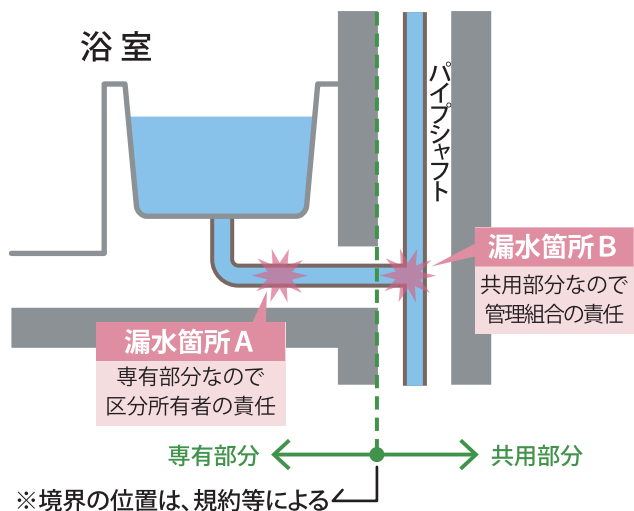 浴室
パイプシャフト
漏水箇所B
共用部分なので
管理組合の責任
漏水箇所A
専有部分なので
区分所有者の責任
専有部分
共用部分
※境界の位置は、規約等による